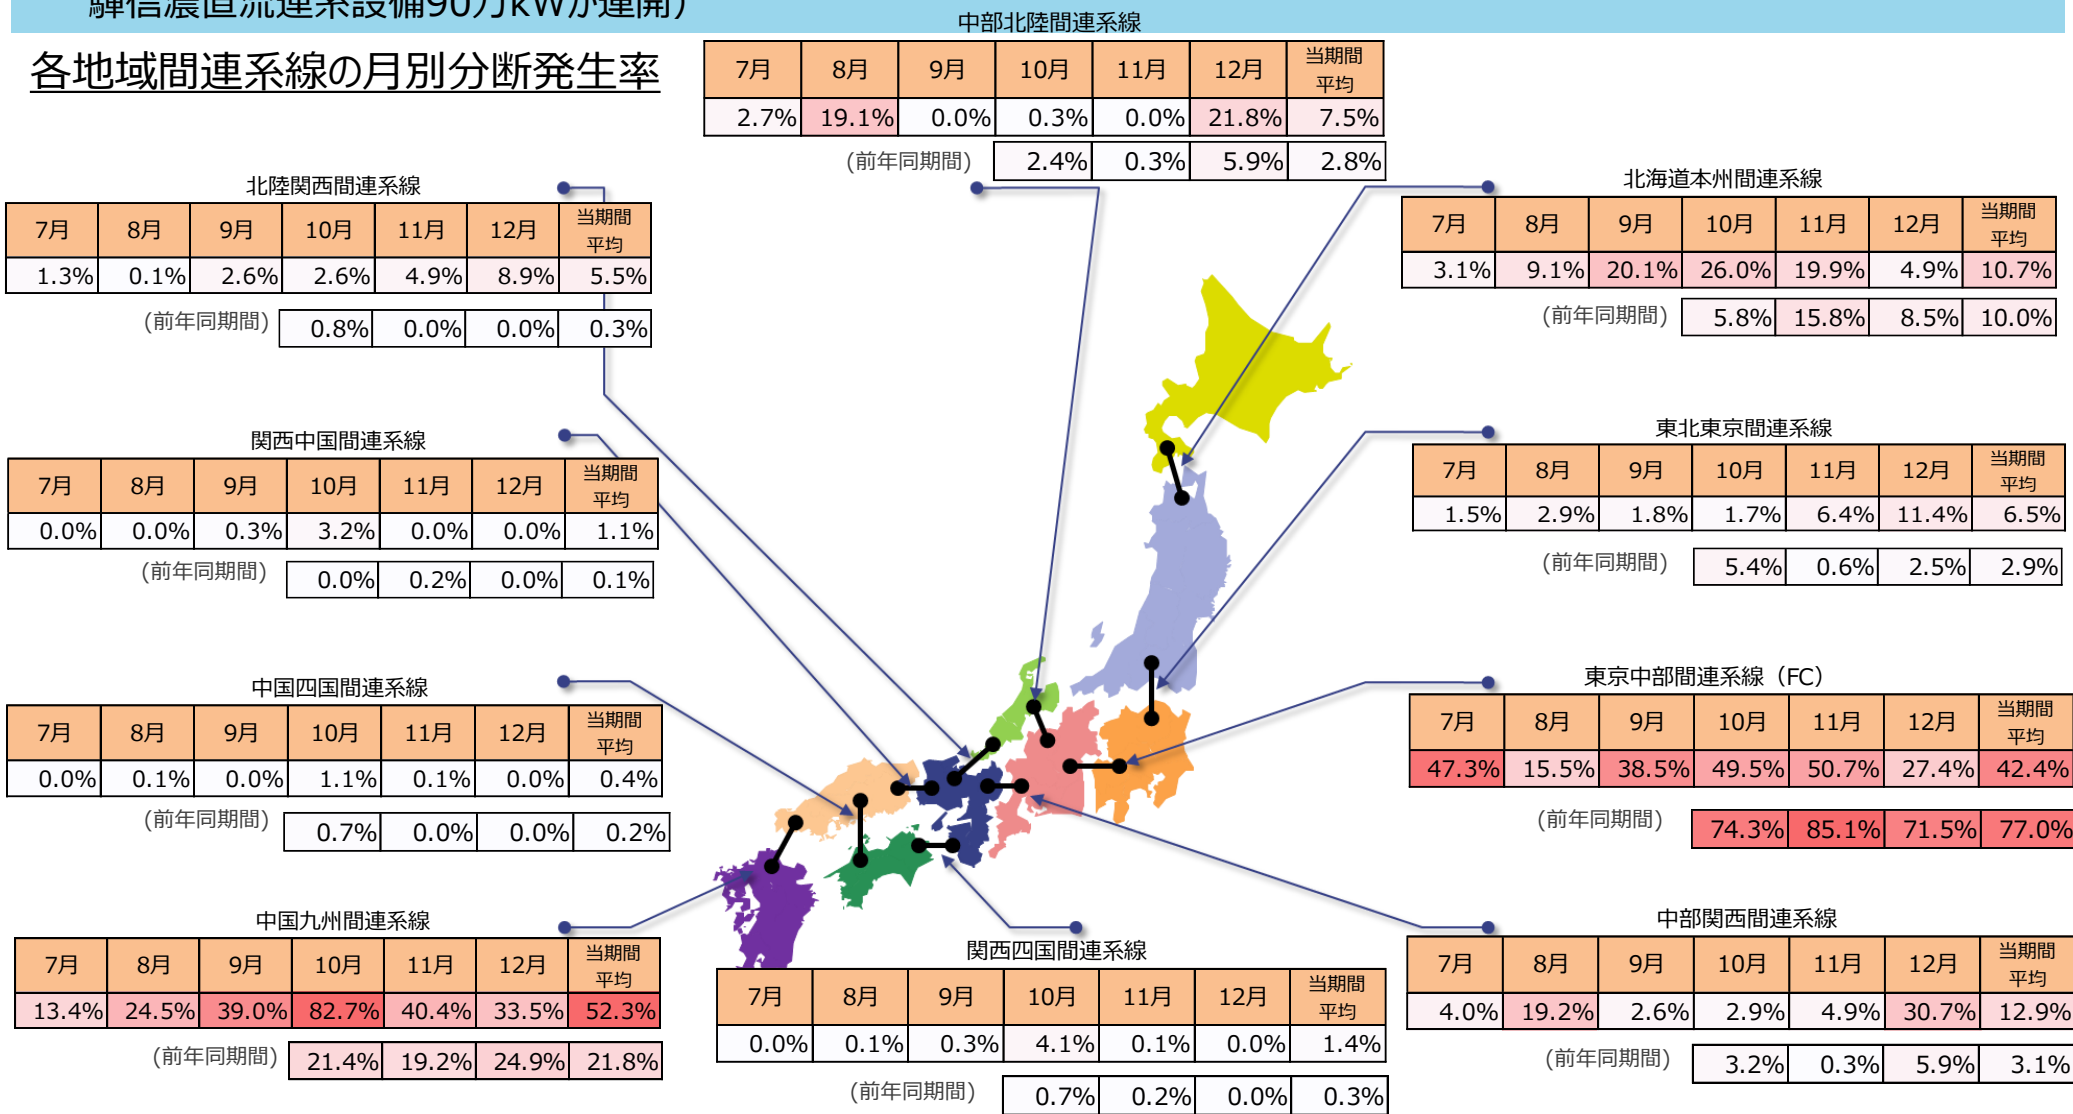 騨信濃直流連系設備90万kWが運開）
各地域間連系線の月別分断発生率
中部北陸間連系線
7月 8月 9月 10月 11月 12月 当期間平均
2.7% 19.1% 0.0% 0.3% 0.0% 21.8% 7.5%
(前年同期間) 2.4% 0.3% 5.9% 2.8%
北陸関西間連系線
7月 8月 9月 10月 11月 12月 当期間平均
1.3% 0.1% 2.6% 2.6% 4.9% 8.9% 5.5%
(前年同期間) 0.8% 0.0% 0.0% 0.3%
北海道本州間連系線
7月 8月 9月 10月 11月 12月 当期間平均
3.1% 9.1% 20.1% 26.0% 19.9% 4.9% 10.7%
(前年同期間) 5.8% 15.8% 8.5% 10.0%
関西中国間連系線
7月 8月 9月 10月 11月 12月 当期間平均
0.0% 0.0% 0.3% 3.2% 0.0% 0.0% 1.1%
(前年同期間) 0.0% 0.2% 0.0% 0.1%
東北東京間連系線
7月 8月 9月 10月 11月 12月 当期間平均
1.5% 2.9% 1.8% 1.7% 6.4% 11.4% 6.5%
(前年同期間) 5.4% 0.6% 2.5% 2.9%
中国四国間連系線
7月 8月 9月 10月 11月 12月 当期間平均
0.0% 0.1% 0.0% 1.1% 0.1% 0.0% 0.4%
(前年同期間) 0.7% 0.0% 0.0% 0.2%
東京中部間連系線（FC）
7月 8月 9月 10月 11月 12月 当期間平均
47.3% 15.5% 38.5% 49.5% 50.7% 27.4% 42.4%
(前年同期間) 74.3% 85.1% 71.5% 77.0%
中国九州間連系線
7月 8月 9月 10月 11月 12月 当期間平均
13.4% 24.5% 39.0% 82.7% 40.4% 33.5% 52.3%
(前年同期間) 21.4% 19.2% 24.9% 21.8%
関西四国間連系線
7月 8月 9月 10月 11月 12月 当期間平均
0.0% 0.1% 0.3% 4.1% 0.1% 0.0% 1.4%
(前年同期間) 0.7% 0.2% 0.0% 0.3%
中部関西間連系線
7月 8月 9月 10月 11月 12月 当期間平均
4.0% 19.2% 2.6% 2.9% 4.9% 30.7% 12.9%
(前年同期間) 3.2% 0.3% 5.9% 3.1%